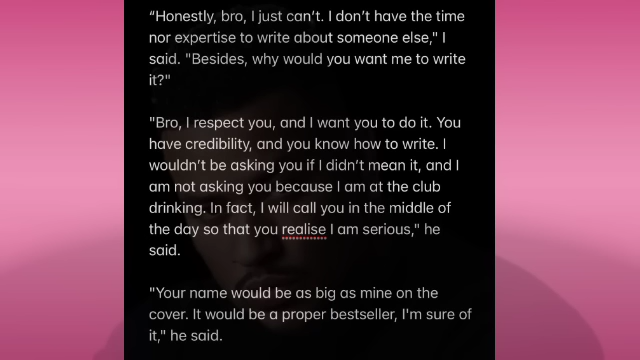 “Honestly, bro, I just can’t. I don’t have the time
nor expertise to write about someone else," I
said. "Besides, why would you want me to write
it?"
"Bro, I respect you, and I want you to do it. You
have credibility, and you know how to write. I
wouldn’t be asking you if I didn’t mean it, and I
am not asking you because I am at the club
drinking. In fact, I will call you in the middle of
the day so that you realise I am serious," he
said.
"Your name would be as big as mine on the
cover. It would be a proper bestseller, I'm sure of
it," he said.